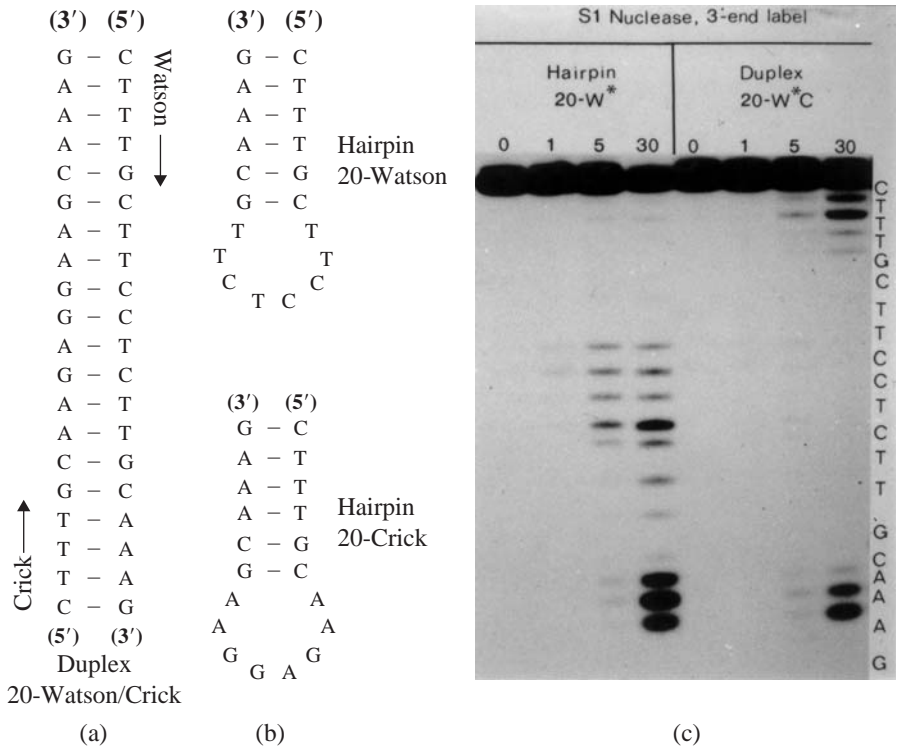 (3′) (5′)
G – C
A – T
A – T
A – T
C – G
G – C
A – T
A – T
G – C
G – C
A – T
G – C
A – T
A – T
C – G
G – C
T – A
T – A
T – A
C – G
(5′) (3′)
Watson
Crick
Duplex
20-Watson/Crick
(a)
(3′) (5′)
G – C
A – T
A – T
A – T
C – G
G – C
T T
T T
C C
T C
Hairpin
20-Watson
(3′) (5′)
G – C
A – T
A – T
A – T
C – G
G – C
A A
A A
G G
G A
Hairpin
20-Crick
(b)
S1 Nuclease, 3-end label
Hairpin
20-W*
Duplex
20-W*C
0 1 5 30 0 1 5 30
C
T
T
T
G
C
T
T
C
C
T
C
T
T
G
C
A
A
A
G
(c)